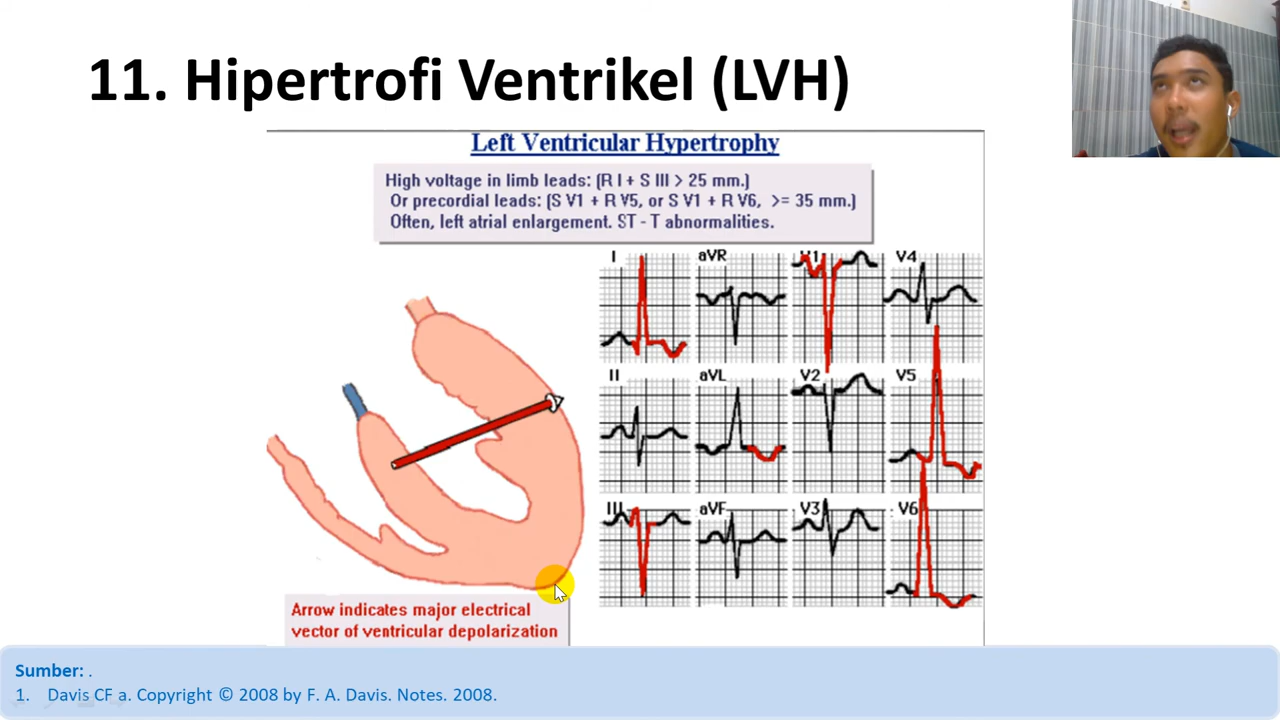 11. Hipertrofi Ventrikel (LVH)
Left Ventricular Hypertrophy
High voltage in limb leads: (R I + S III > 25 mm.)
Or precordial leads: (S V1 + R V5, or S V1 + R V6, >= 35 mm.)
Often, left atrial enlargement. ST - T abnormalities.
I aVR V1 V4
II aVL V2 V5
III aVF V3 V6
Arrow indicates major electrical
vector of ventricular depolarization
Sumber: .
1. Davis CF a. Copyright © 2008 by F. A. Davis. Notes. 2008.